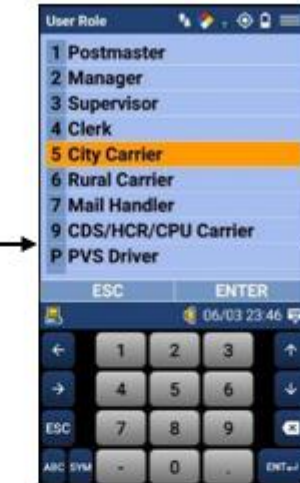 User Role
1 Postmaster
2 Manager
3 Supervisor
4 Clerk
5 City Carrier
6 Rural Carrier
7 Mail Handler
9 CDS/HCR/CPU Carrier
P PVS Driver
ESC ENTER
06/03 23:46
1 2 3
4 5 6
ESC 7 8 9
ABC SYM - 0 . ENT